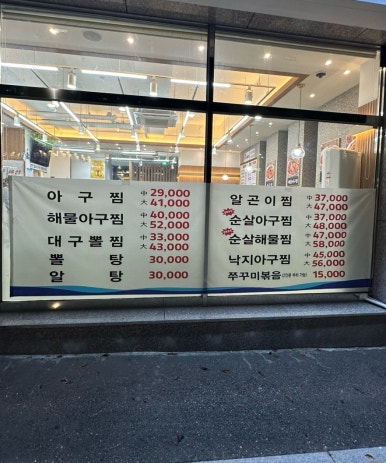 아구찜 中 29,000
大 41,000
해물아구찜 中 40,000
大 52,000
대구뽈찜 中 33,000
大 43,000
뽈탕 30,000
알탕 30,000
알곤이찜 中 37,000
大 47,000
순살아구찜 中 37,000
大 47,000
순살해물찜 中 48,000
大 58,000
낙지아구찜 中 45,000
大 56,000
쭈꾸미볶음 15,000